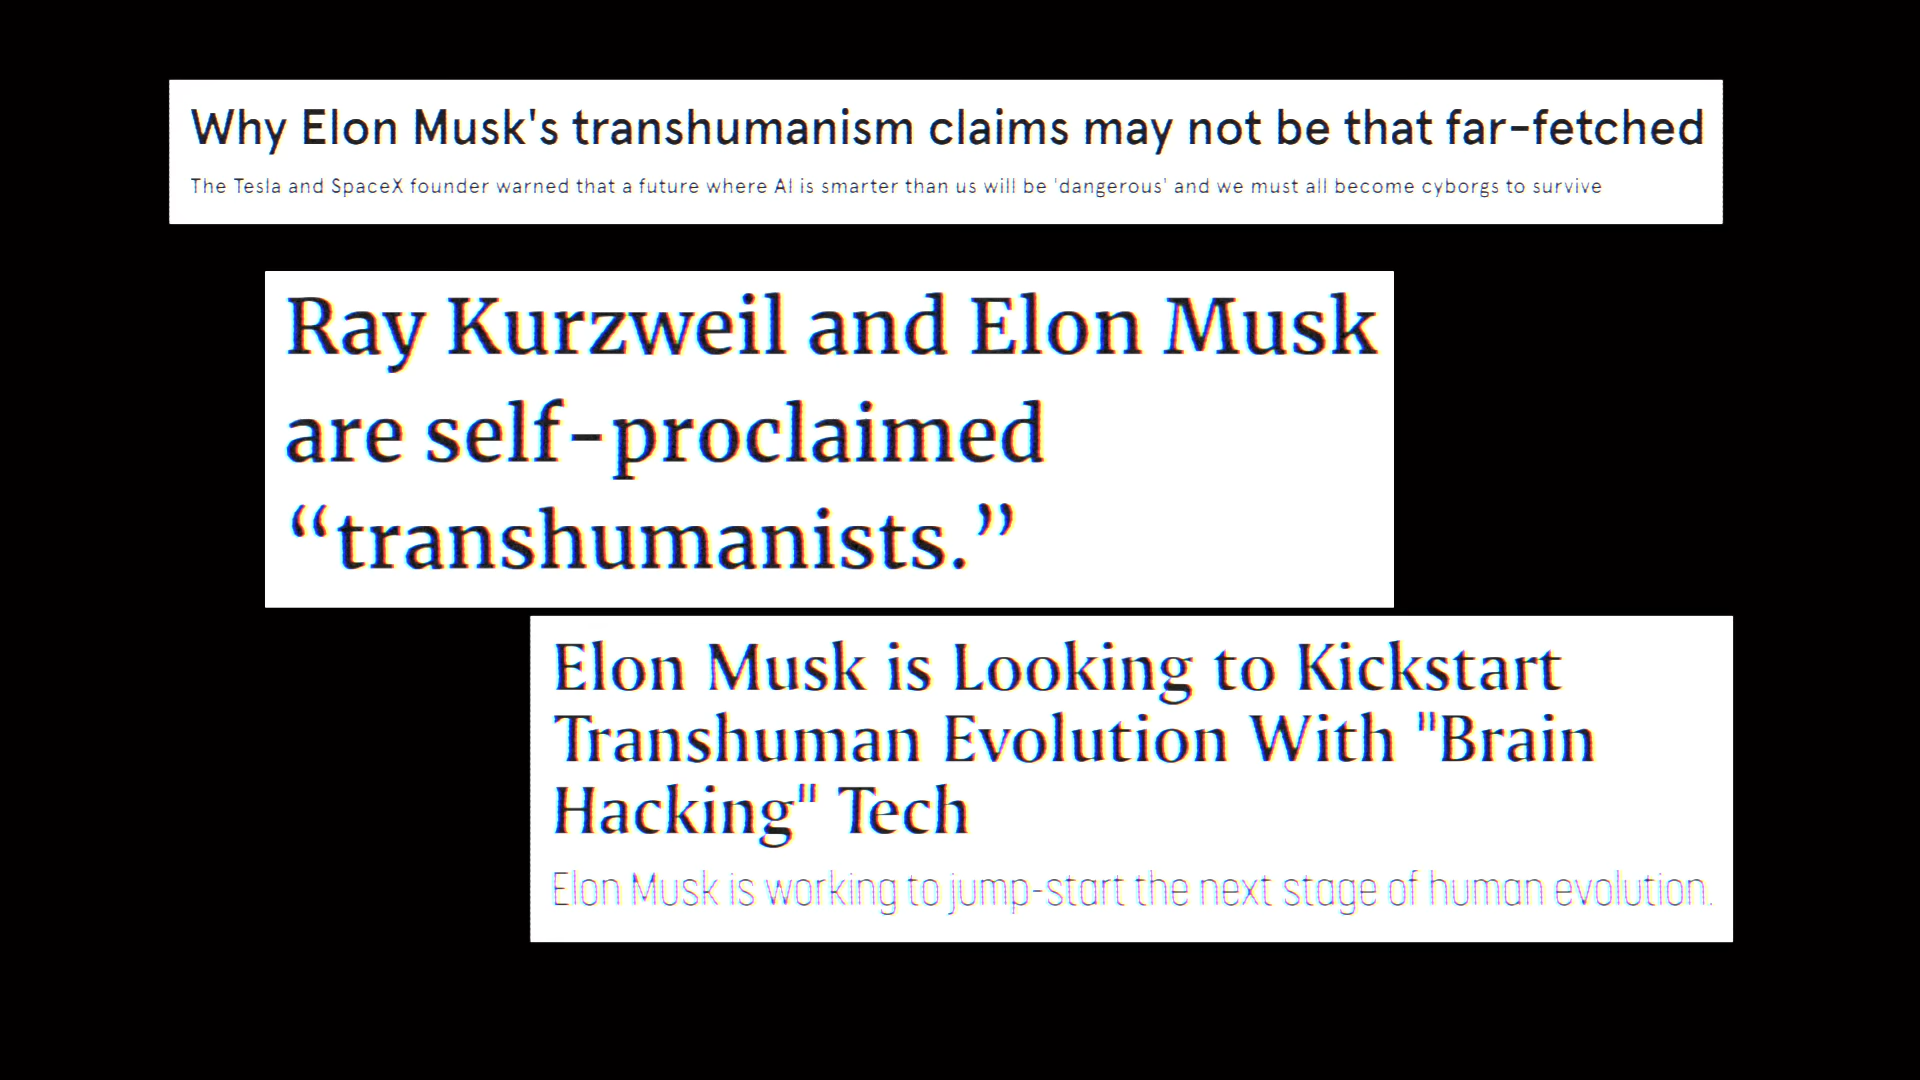 Why Elon Musk's transhumanism claims may not be that far-fetched
The Tesla and SpaceX founder warned that a future where AI is smarter than us will be 'dangerous' and we must all become cyborgs to survive
Ray Kurzweil and Elon Musk
are self-proclaimed
“transhumanists.”
Elon Musk is Looking to Kickstart
Transhuman Evolution With "Brain
Hacking" Tech
Elon Musk is working to jump-start the next stage of human evolution.